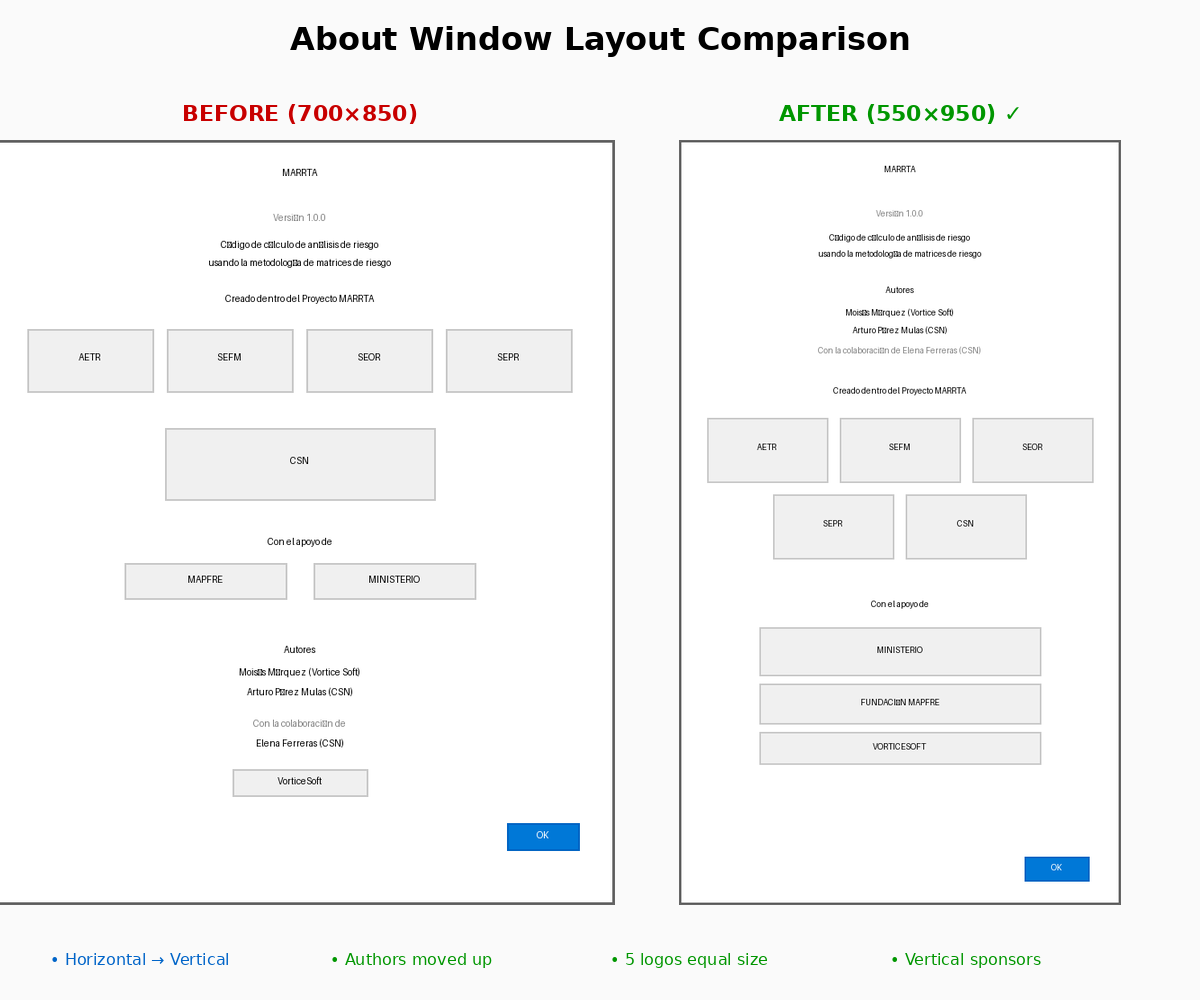 About Window Layout Comparison
BEFORE (700×850)
MARRTA
Versi□n 1.0.0
C□digo de c□lculo de an□lisis de riesgo
usando la metodolog□a de matrices de riesgo
Creado dentro del Proyecto MARRTA
AETR SEFM SEOR SEPR
CSN
Con el apoyo de
MAPFRE MINISTERIO
Autores
Mois□s M□rquez (Vortice Soft)
Arturo P□rez Mulas (CSN)
Con la colaboraci□n de
Elena Ferreras (CSN)
VorticeSoft
OK
AFTER (550×950) ✓
MARRTA
Versi□n 1.0.0
C□digo de c□lculo de an□lisis de riesgo
usando la metodolog□a de matrices de riesgo
Autores
Mois□s M□rquez (Vortice Soft)
Arturo P□rez Mulas (CSN)
Con la colaboraci□n de Elena Ferreras (CSN)
Creado dentro del Proyecto MARRTA
AETR SEFM SEOR
SEPR CSN
Con el apoyo de
MINISTERIO
FUNDACI□N MAPFRE
VORTICESOFT
OK
• Horizontal → Vertical • Authors moved up • 5 logos equal size • Vertical sponsors